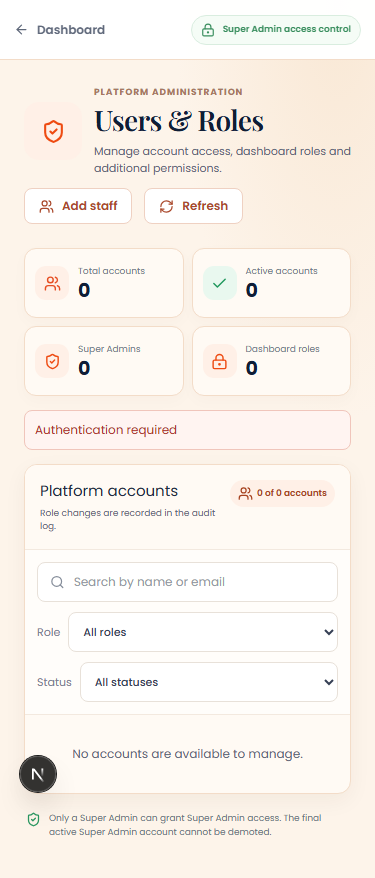 Dashboard
Super Admin access control
PLATFORM ADMINISTRATION
Users & Roles
Manage account access, dashboard roles and
additional permissions.
Add staff
Refresh
Total accounts
0
Active accounts
0
Super Admins
0
Dashboard roles
0
Authentication required
Platform accounts
0 of 0 accounts
Role changes are recorded in the audit
log.
Search by name or email
Role
All roles
Status
All statuses
No accounts are available to manage.
N
Only a Super Admin can grant Super Admin access. The final
active Super Admin account cannot be demoted.